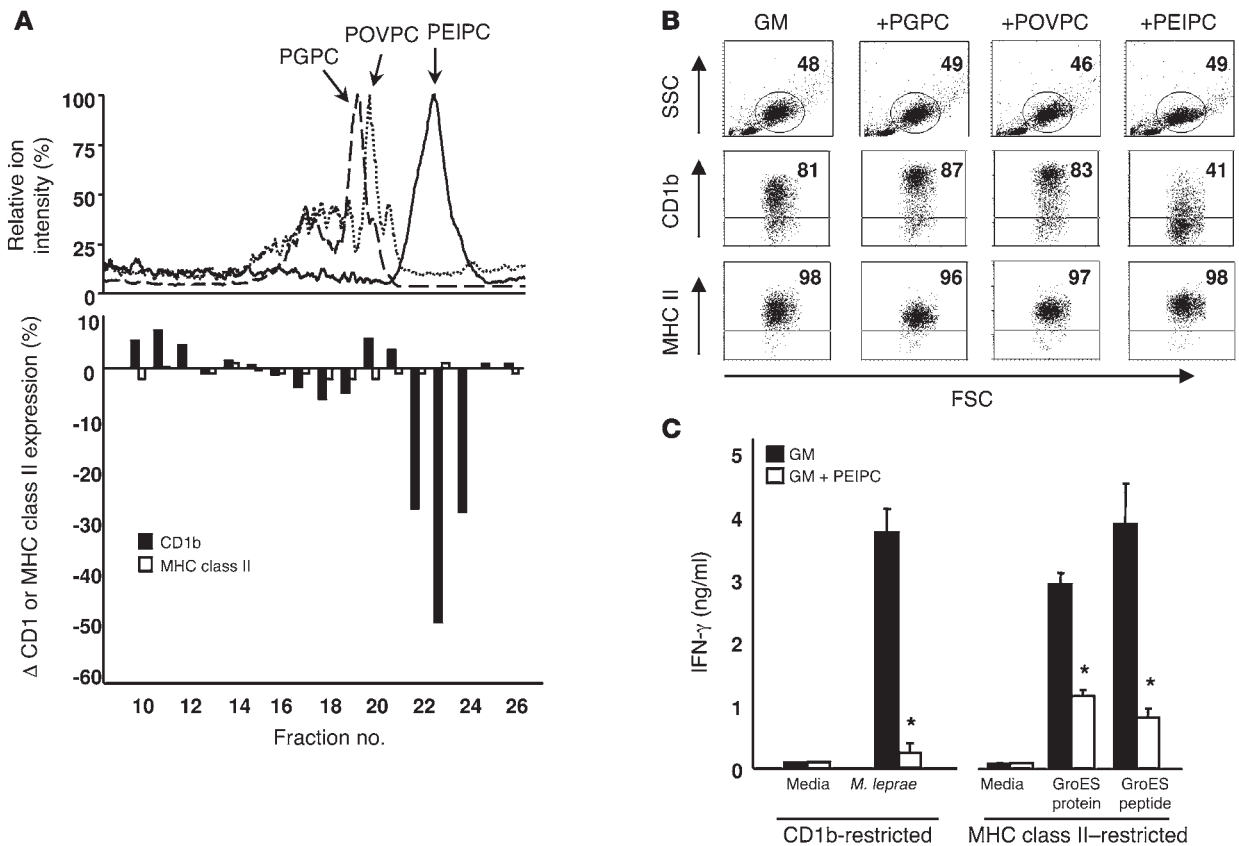 A
PGPC
POVPC
PEIPC
Relative ion
intensity (%)
100
75
50
25
0
Δ CD1 or MHC class II expression (%)
10
0
-10
-20
-30
-40
-50
-60
CD1b
MHC class II
10 12 14 16 18 20 22 24 26
Fraction no.
B
GM +PGPC +POVPC +PEIPC
SSC
48 49 46 49
CD1b
81 87 83 41
MHC II
98 96 97 98
FSC
C
GM
GM + PEIPC
IFN-γ (ng/ml)
5
4
3
2
1
0
*
*
*
Media M. leprae Media GroES protein GroES peptide
CD1b-restricted MHC class II–restricted